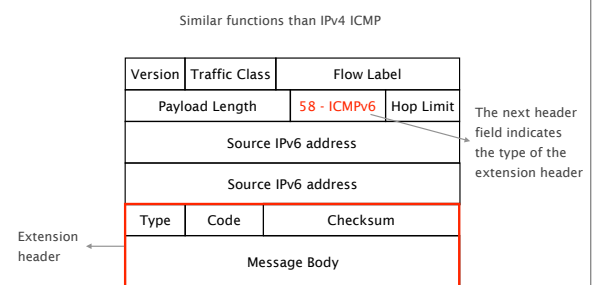 Similar functions than IPv4 ICMP
Version Traffic Class Flow Label
Payload Length 58 - ICMPv6 Hop Limit
The next header
field indicates
the type of the
extension header
Source IPv6 address
Source IPv6 address
Type Code Checksum
Extension
header
Message Body